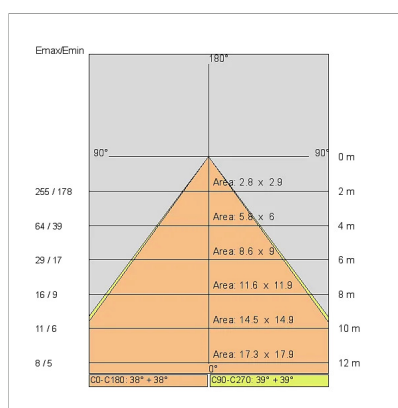 Emax/Emin
180°
90° 90° 0 m
Area: 2.8 x 2.9
255 / 178 2 m
Area: 5.8 x 6
64 / 39 4 m
Area: 8.6 x 9
29 / 17 6 m
Area: 11.6 x 11.9
16 / 9 8 m
Area: 14.5 x 14.9
11 / 6 10 m
Area: 17.3 x 17.9
8 / 5 12 m
0°
C0-C180: 38° + 38° C90-C270: 39° + 39°